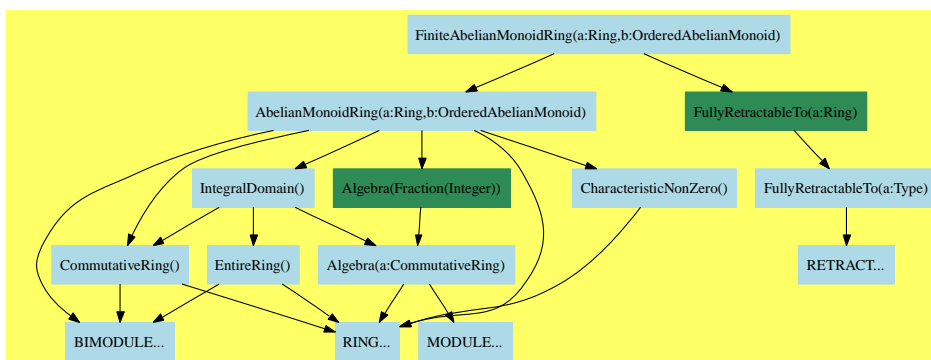 FiniteAbelianMonoidRing(a:Ring,b:OrderedAbelianMonoid)
AbelianMonoidRing(a:Ring,b:OrderedAbelianMonoid)
FullyRetractableTo(a:Ring)
IntegralDomain()
Algebra(Fraction(Integer))
CharacteristicNonZero()
FullyRetractableTo(a:Type)
CommutativeRing()
EntireRing()
Algebra(a:CommutativeRing)
RETRACT...
BIMODULE...
RING...
MODULE...